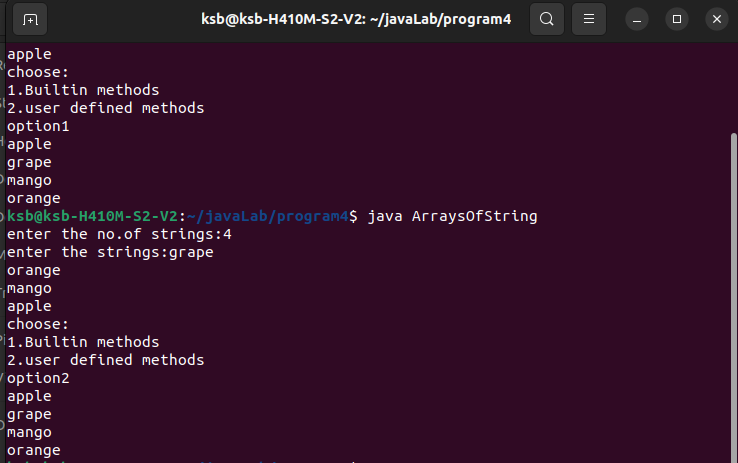 ksb@ksb-H410M-S2-V2: ~/javaLab/program4
apple
choose:
1.Builtin methods
2.user defined methods
option1
apple
grape
mango
orange
ksb@ksb-H410M-S2-V2:~/javaLab/program4$ java ArraysOfString
enter the no.of strings:4
enter the strings:grape
orange
mango
apple
choose:
1.Builtin methods
2.user defined methods
option2
apple
grape
mango
orange